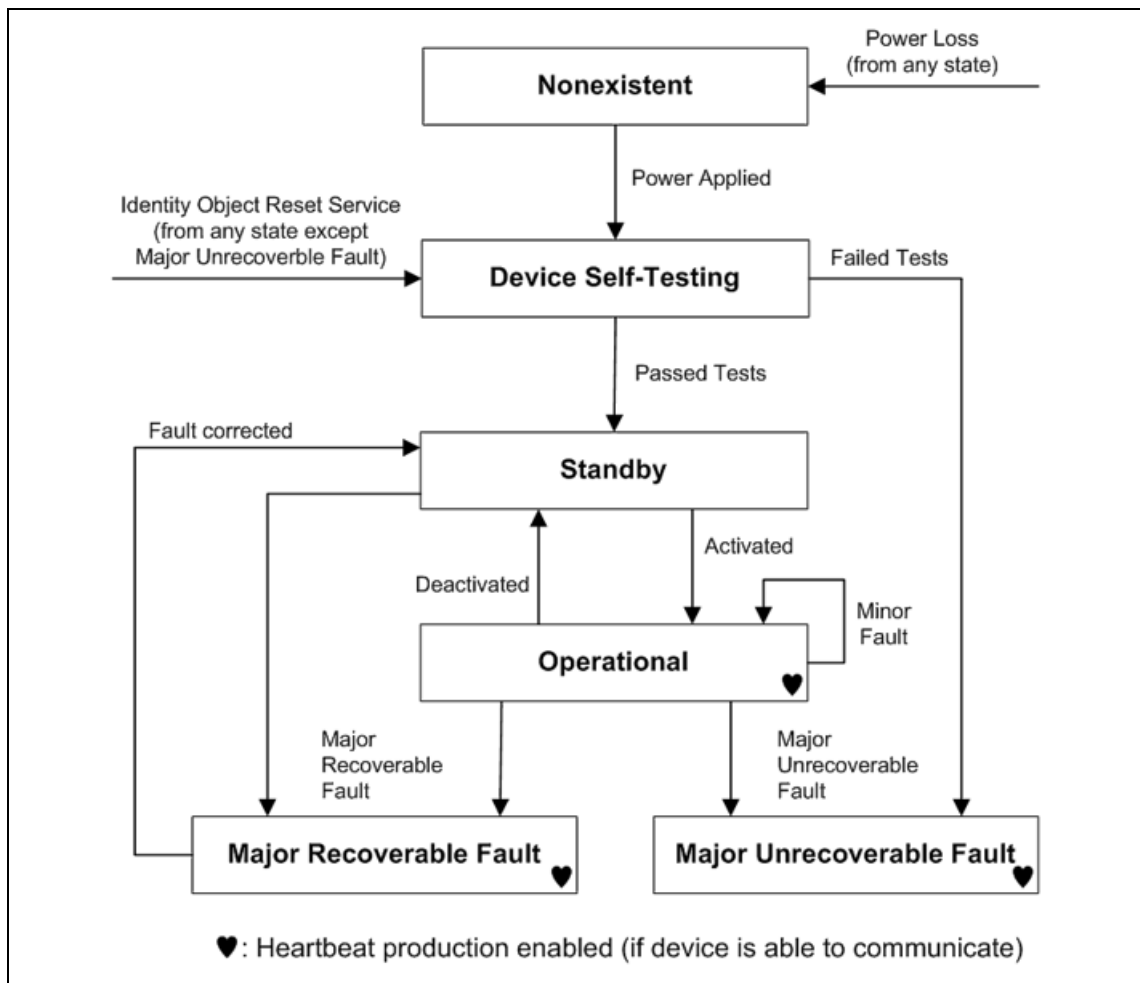 Power Loss
(from any state)
Nonexistent
Power Applied
Identity Object Reset Service
(from any state except
Major Unrecoverble Fault)
Device Self-Testing
Failed Tests
Passed Tests
Fault corrected
Standby
Activated
Deactivated
Minor
Fault
Operational
Major
Recoverable
Fault
Major
Unrecoverable
Fault
Major Recoverable Fault
Major Unrecoverable Fault
♥: Heartbeat production enabled (if device is able to communicate)